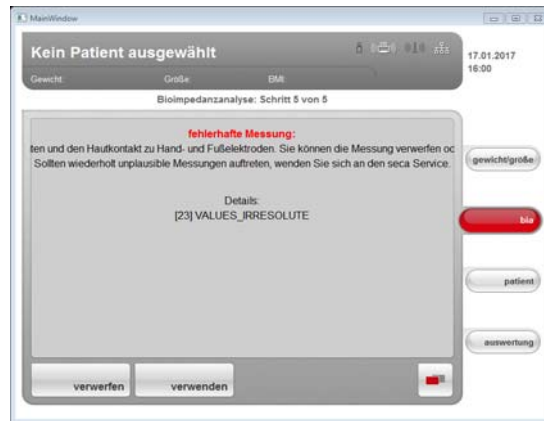 MainWindow
Kein Patient ausgewählt
17.01.2017
16:00
Gewicht: Größe: BMI:
Bioimpedanzanalyse: Schritt 5 von 5
fehlerhafte Messung:
ten und den Hautkontakt zu Hand- und Fußelektroden. Sie können die Messung verwerfen od
Sollten wiederholt unplausible Messungen auftreten, wenden Sie sich an den seca Service.
Details:
[23] VALUES_IRRESOLUTE
gewicht/größe
bia
patient
auswertung
verwerfen verwenden